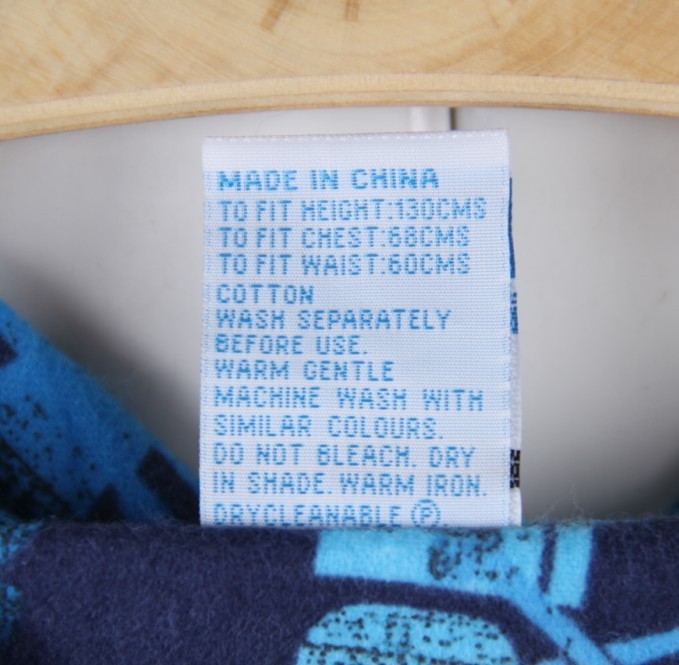 MADE IN CHINA
TO FIT HEIGHT:130CMS
TO FIT CHEST:68CMS
TO FIT WAIST:60CMS
COTTON
WASH SEPARATELY
BEFORE USE.
WARM GENTLE
MACHINE WASH WITH
SIMILAR COLOURS.
DO NOT BLEACH. DRY
IN SHADE. WARM IRON.
DRYCLEANABLE Ⓟ.